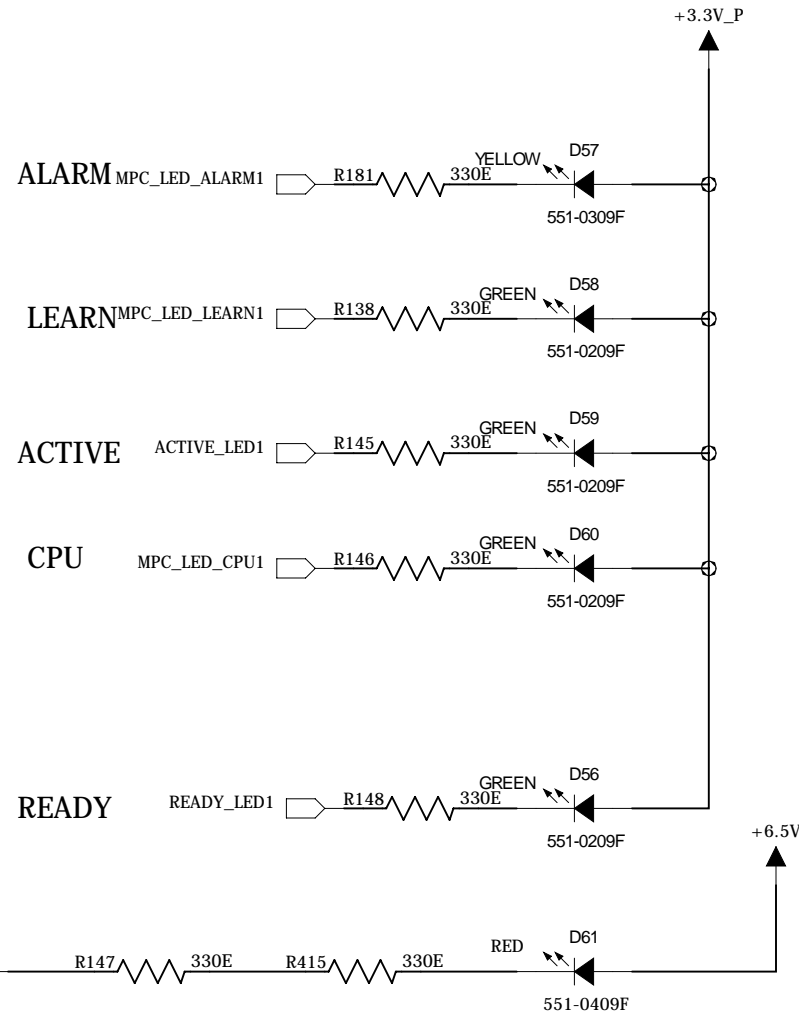 +3.3V_P
D57
YELLOW
ALARM MPC_LED_ALARM1 R181 330E
551-0309F
D58
GREEN
LEARN MPC_LED_LEARN1 R138 330E
551-0209F
D59
GREEN
ACTIVE ACTIVE_LED1 R145 330E
551-0209F
D60
GREEN
CPU MPC_LED_CPU1 R146 330E
551-0209F
D56
GREEN
READY READY_LED1 R148 330E
551-0209F
+6.5V
D61
RED
R147 330E R415 330E
551-0409F